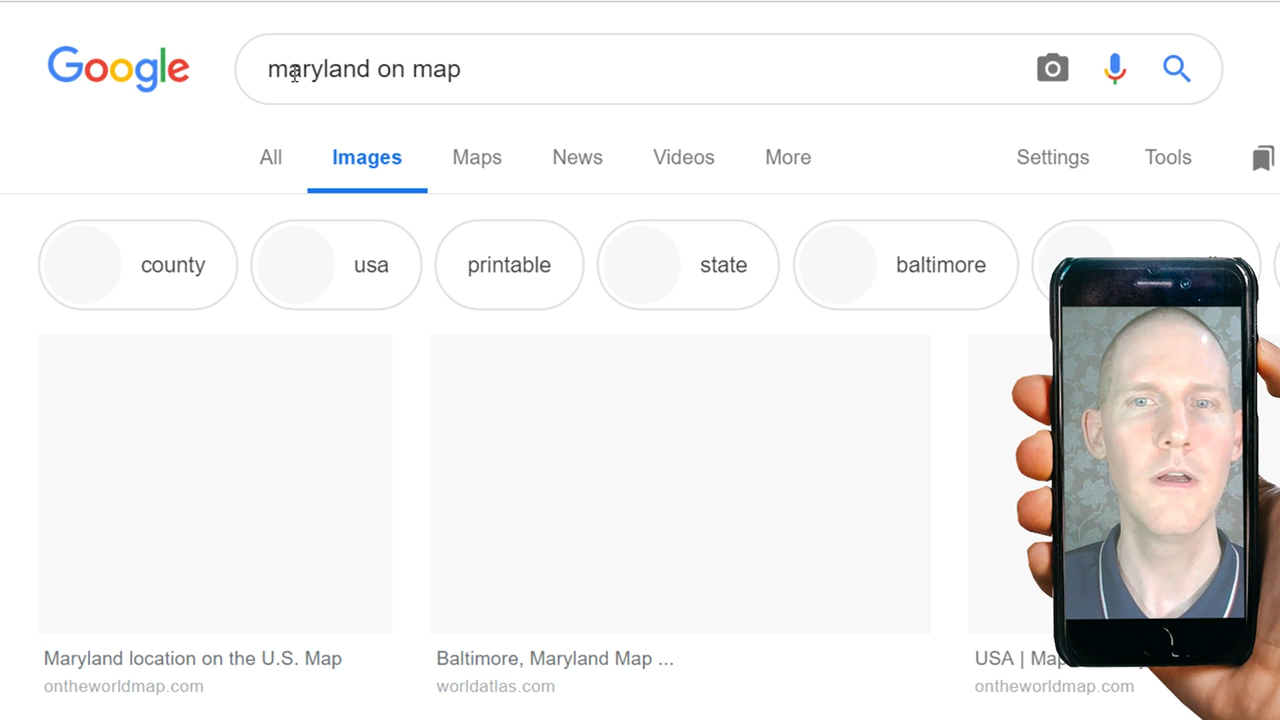 Google maryland on map
All Images Maps News Videos More Settings Tools
county usa printable state baltimore
Maryland location on the U.S. Map
ontheworldmap.com
Baltimore, Maryland Map ...
worldatlas.com
USA |
ontheworldmap.com